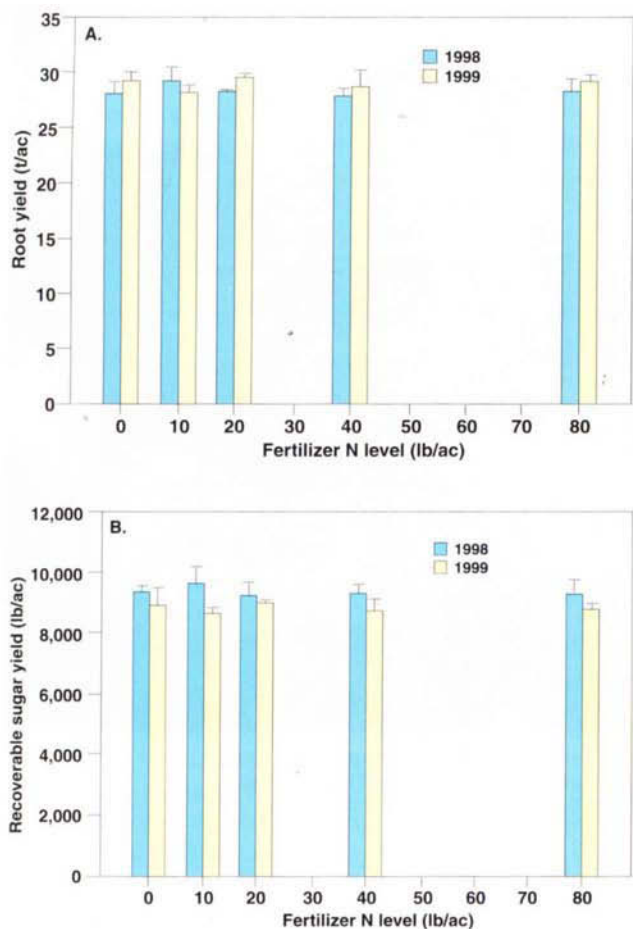 A.
1998
1999
Root yield (t/ac)
35
30
25
20
15
10
5
0
0 10 20 30 40 50 60 70 80
Fertilizer N level (lb/ac)
B.
1998
1999
Recoverable sugar yield (lb/ac)
12,000
10,000
8,000
6,000
4,000
2,000
0
0 10 20 30 40 50 60 70 80
Fertilizer N level (lb/ac)